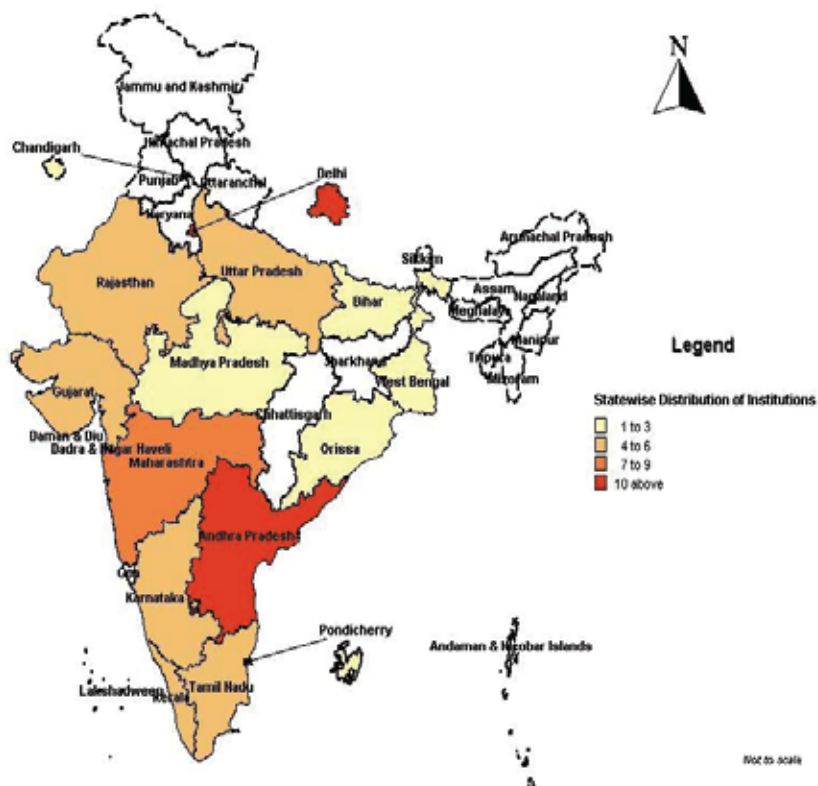 N
Jammu and Kashmir
Himachal Pradesh
Chandigarh
Punjab
Uttaranchal
Delhi
Haryana
Arunachal Pradesh
Sikkim
Rajasthan
Uttar Pradesh
Assam
Nagaland
Bihar
Meghalaya
Manipur
Legend
Madhya Pradesh
Jharkhand
Tripura
West Bengal
Mizoram
Gujarat
Statewise Distribution of Institutions
Chhattisgarh
1 to 3
Daman & Diu
4 to 6
Dadra & Nagar Haveli
Orissa
Maharashtra
7 to 9
10 above
Andhra Pradesh
Goa
Karnataka
Pondicherry
Andaman & Nicobar Islands
Lakshadweep
Tamil Nadu
Kerala
Not to scale